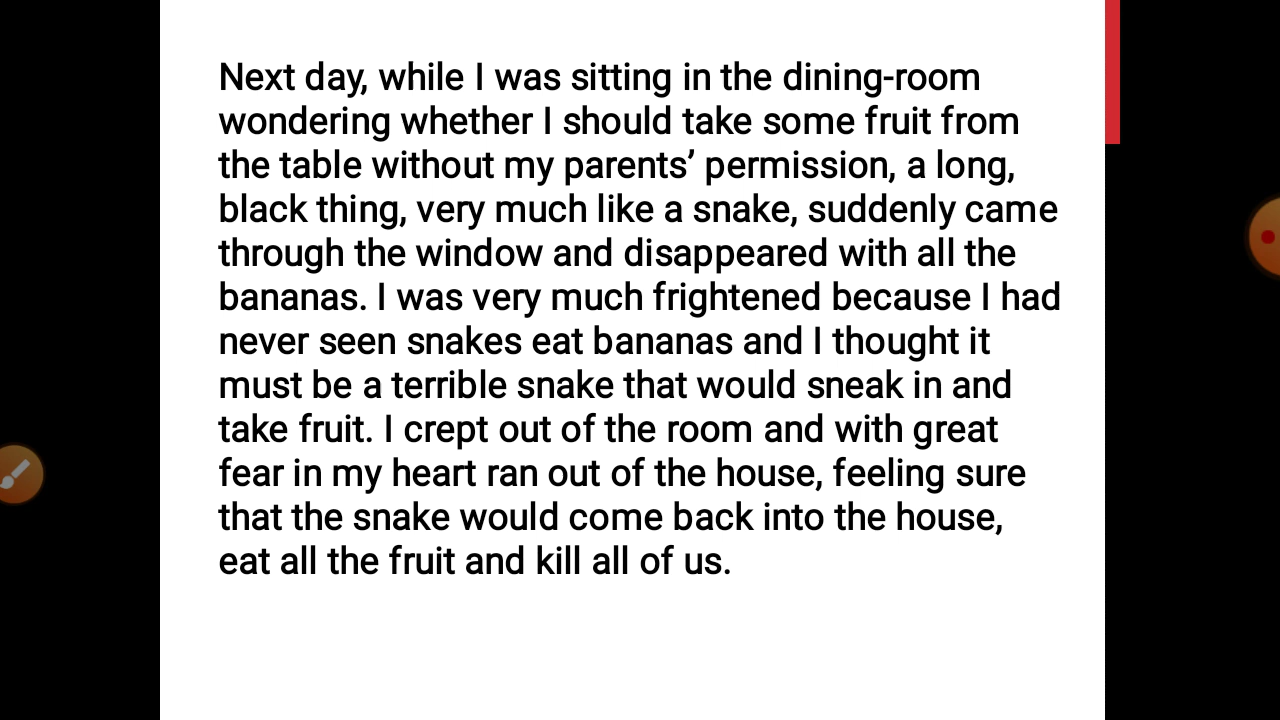 Next day, while I was sitting in the dining-room
wondering whether I should take some fruit from
the table without my parents’ permission, a long,
black thing, very much like a snake, suddenly came
through the window and disappeared with all the
bananas. I was very much frightened because I had
never seen snakes eat bananas and I thought it
must be a terrible snake that would sneak in and
take fruit. I crept out of the room and with great
fear in my heart ran out of the house, feeling sure
that the snake would come back into the house,
eat all the fruit and kill all of us.